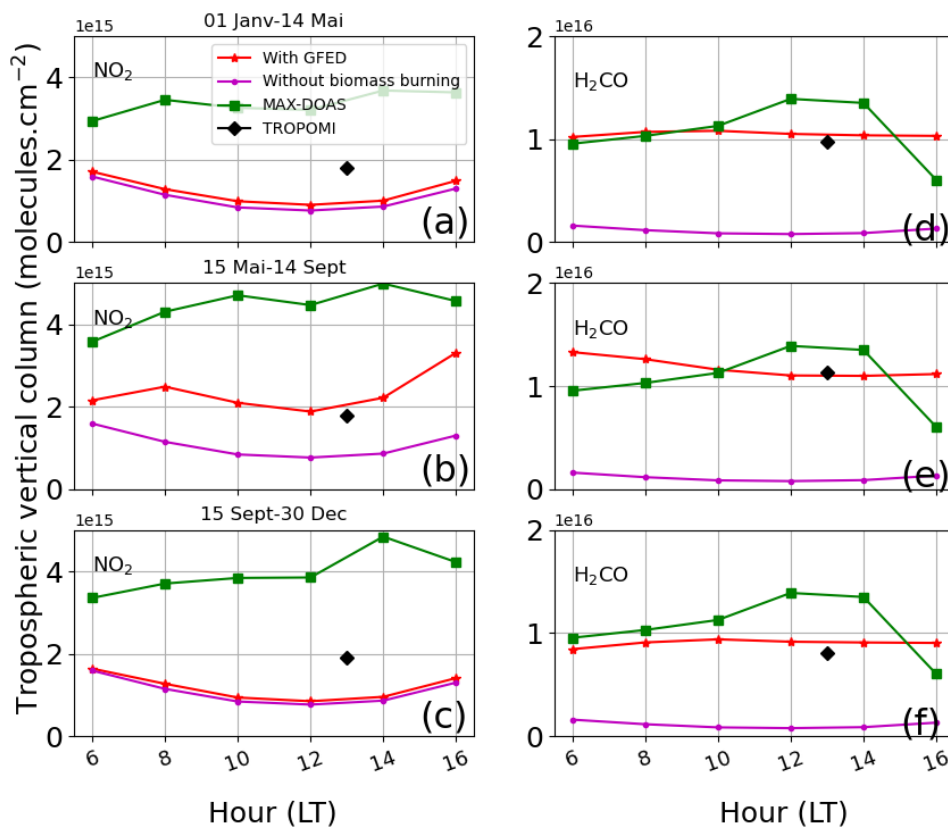 01 Janv-14 Mai
1e15
NO2
With GFED
Without biomass burning
MAX-DOAS
TROPOMI
4
2
0
(a)
1e16
H2CO
2
1
0
(d)
15 Mai-14 Sept
1e15
NO2
4
2
0
(b)
1e16
H2CO
2
1
0
(e)
15 Sept-30 Dec
1e15
NO2
4
2
0
(c)
6 8 10 12 14 16
Hour (LT)
1e16
H2CO
2
1
0
(f)
6 8 10 12 14 16
Hour (LT)
Tropospheric vertical column (molecules.cm−2)